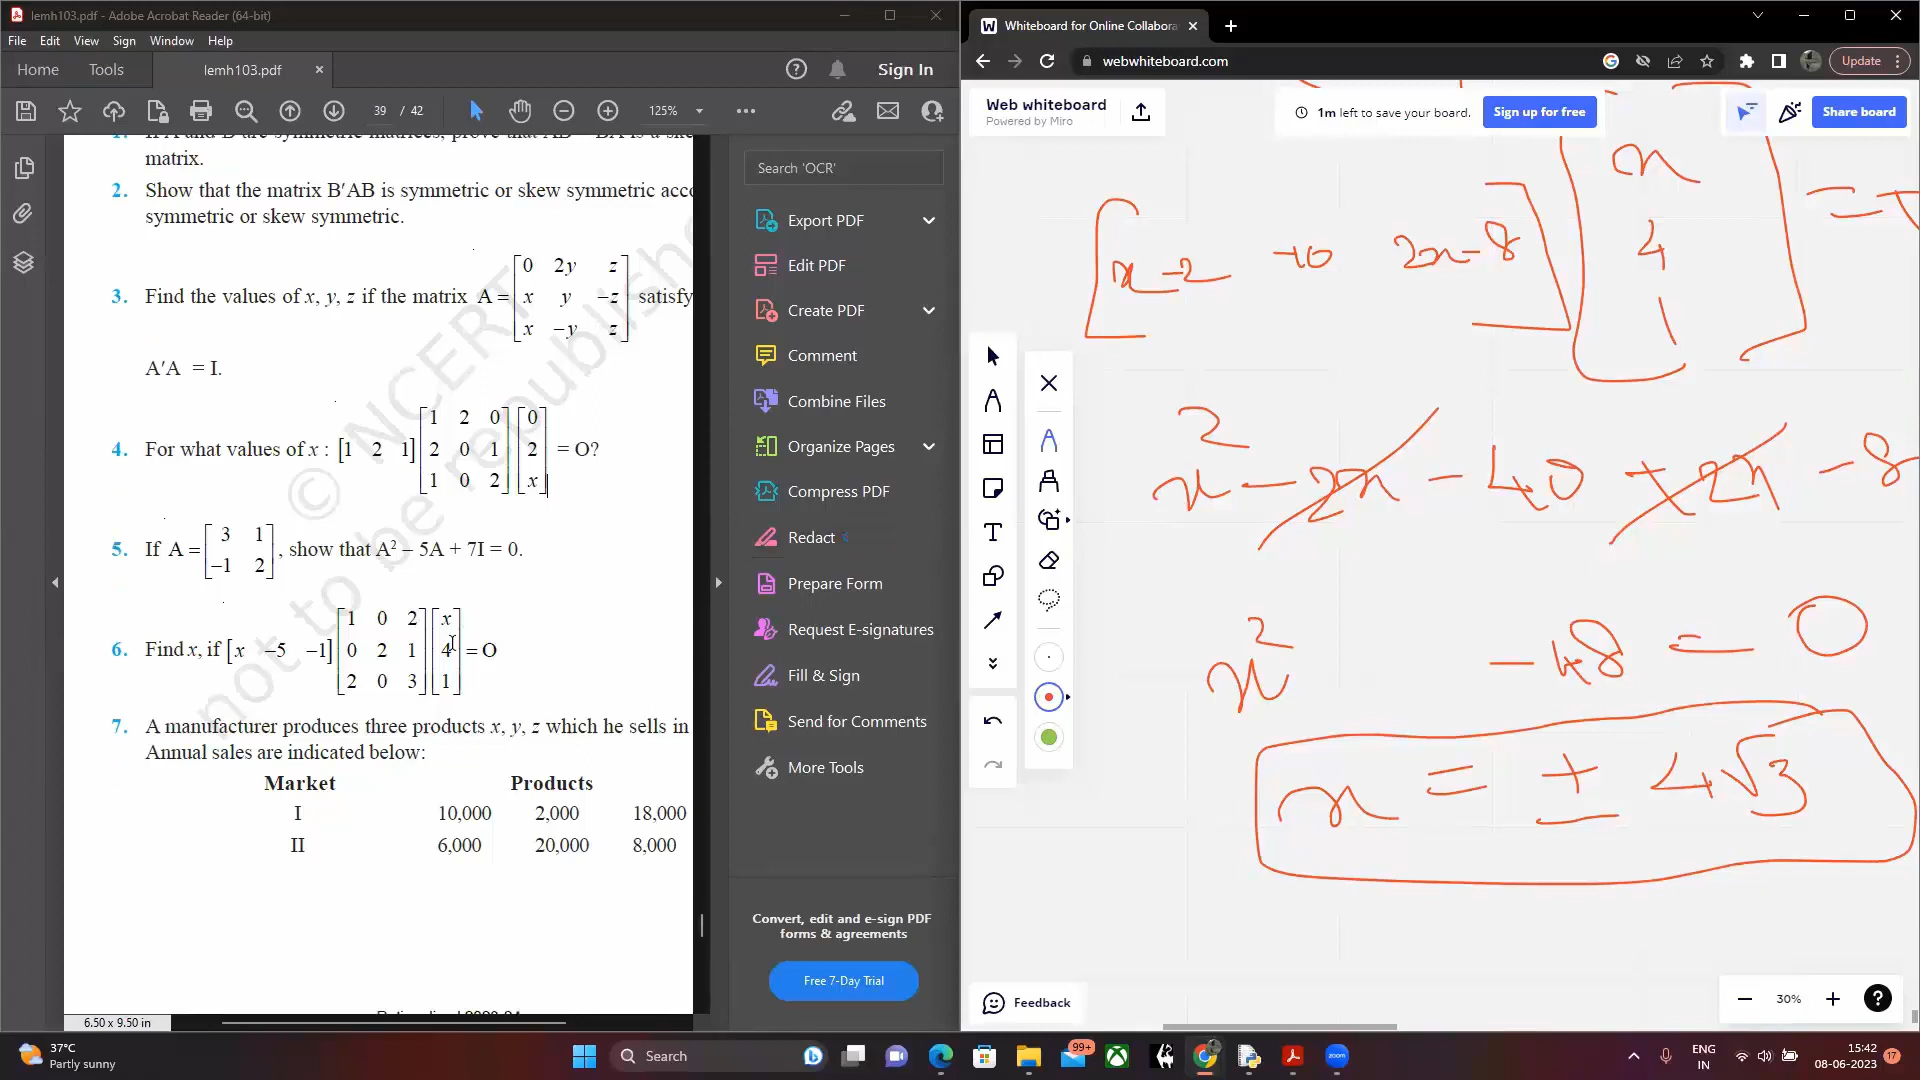 lemh103.pdf - Adobe Acrobat Reader (64-bit)
File Edit View Sign Window Help
Home Tools lemh103.pdf
Sign In
39 / 42
125%
matrix.
2. Show that the matrix B′AB is symmetric or skew symmetric acco
symmetric or skew symmetric.
3. Find the values of x, y, z if the matrix A = [0 2y z
x y –z
x –y z] satisfy
A′A = I.
4. For what values of x : [1 2 1] [1 2 0
2 0 1
1 0 2] [0
2
x] = O?
5. If A = [3 1
–1 2], show that A² – 5A + 7I = 0.
6. Find x, if [x –5 –1] [1 0 2
0 2 1
2 0 3] [x
4
1] = O
7. A manufacturer produces three products x, y, z which he sells in
Annual sales are indicated below:
Market Products
I 10,000 2,000 18,000
II 6,000 20,000 8,000
© NCERT
not to be republished
6.50 x 9.50 in
Search 'OCR'
Export PDF
Edit PDF
Create PDF
Comment
Combine Files
Organize Pages
Compress PDF
Redact
Prepare Form
Request E-signatures
Fill & Sign
Send for Comments
More Tools
Convert, edit and e-sign PDF
forms & agreements
Free 7-Day Trial
Whiteboard for Online Collabora
webwhiteboard.com
Update
Web whiteboard
Powered by Miro
1m left to save your board.
Sign up for free
Share board
[x-2 -10 2x-8] [x
4
1] =
x² - 2x - 40 + 2x - 8
x² - 48 = 0
x = ± 4√3
Feedback
30%
37°C
Partly sunny
Search
99+
zoom
ENG
IN
15:42
08-06-2023
17